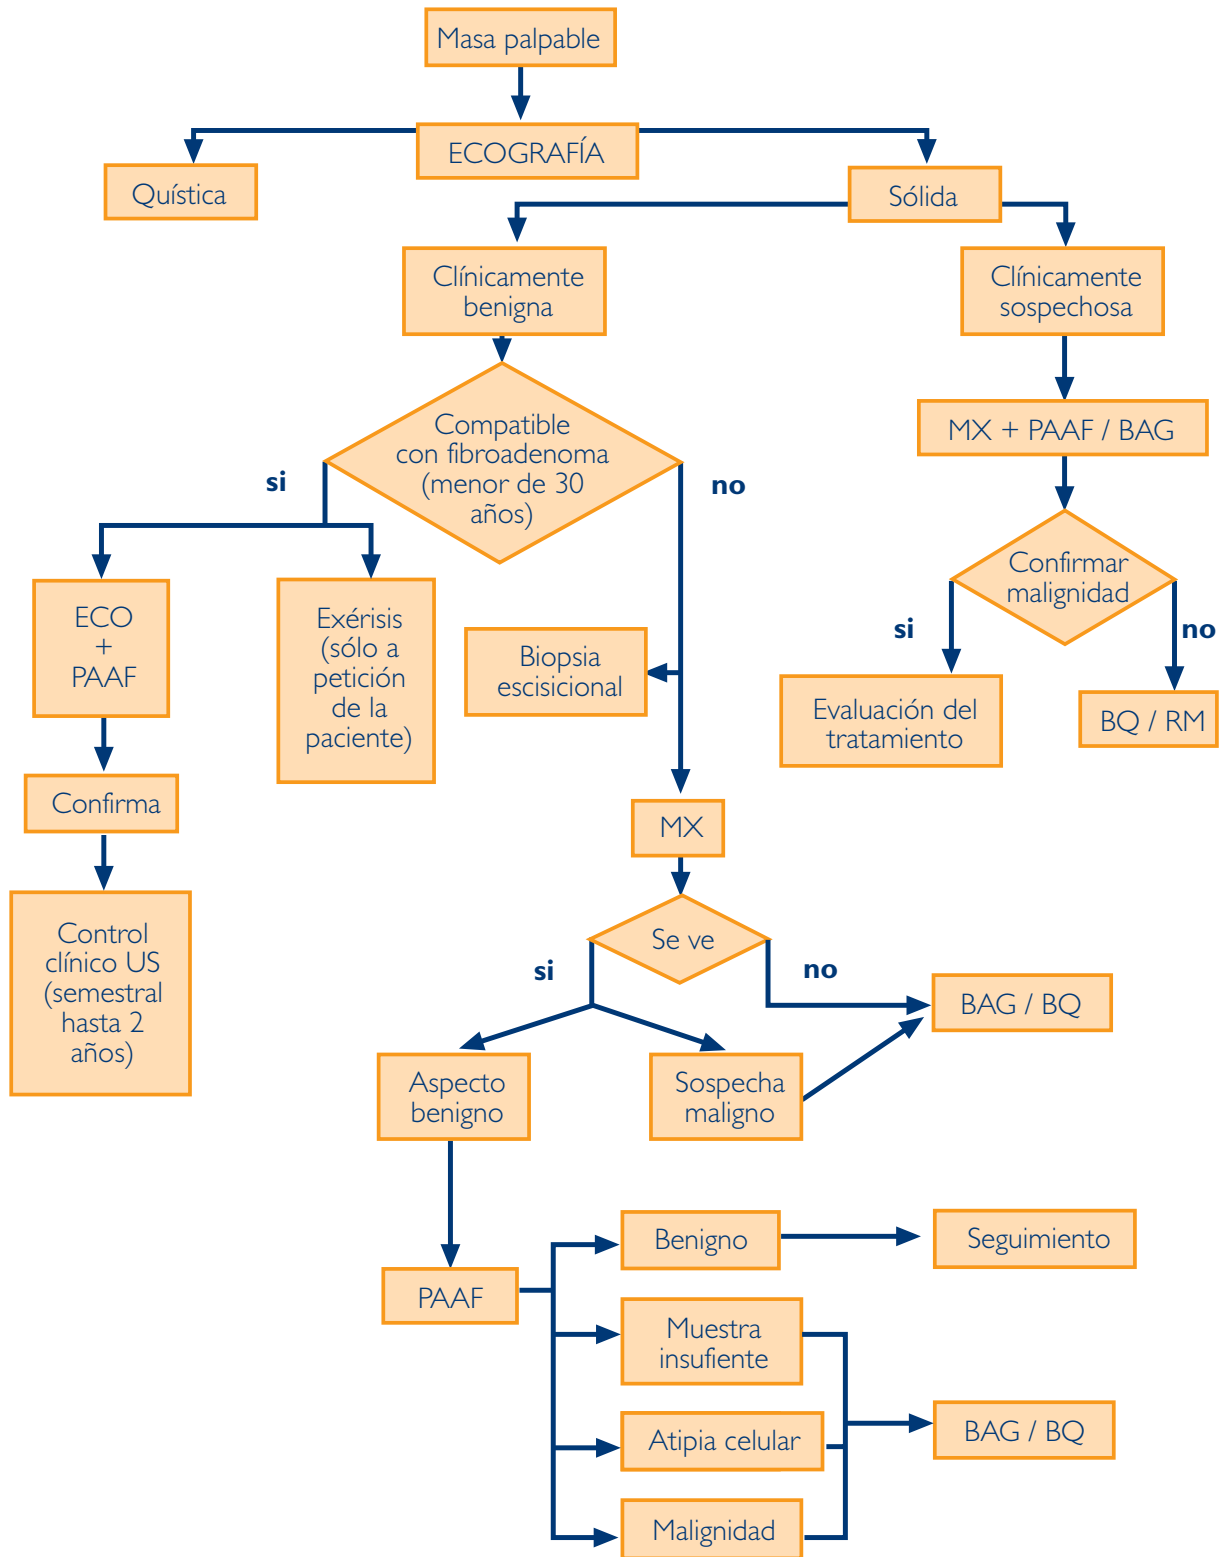 Masa palpable
ECOGRAFÍA
Quística
Sólida
Clínicamente
benigna
Clínicamente
sospechosa
Compatible
con fibroadenoma
(menor de 30
años)
si
no
MX + PAAF / BAG
Confirmar
malignidad
si
no
ECO
+
PAAF
Exérisis
(sólo a
petición
de la
paciente)
Biopsia
escisicional
Evaluación del
tratamiento
BQ / RM
Confirma
MX
Control
clínico US
(semestral
hasta 2
años)
Se ve
si
no
BAG / BQ
Aspecto
benigno
Sospecha
maligno
PAAF
Benigno
Seguimiento
Muestra
insufiente
Atipia celular
BAG / BQ
Malignidad